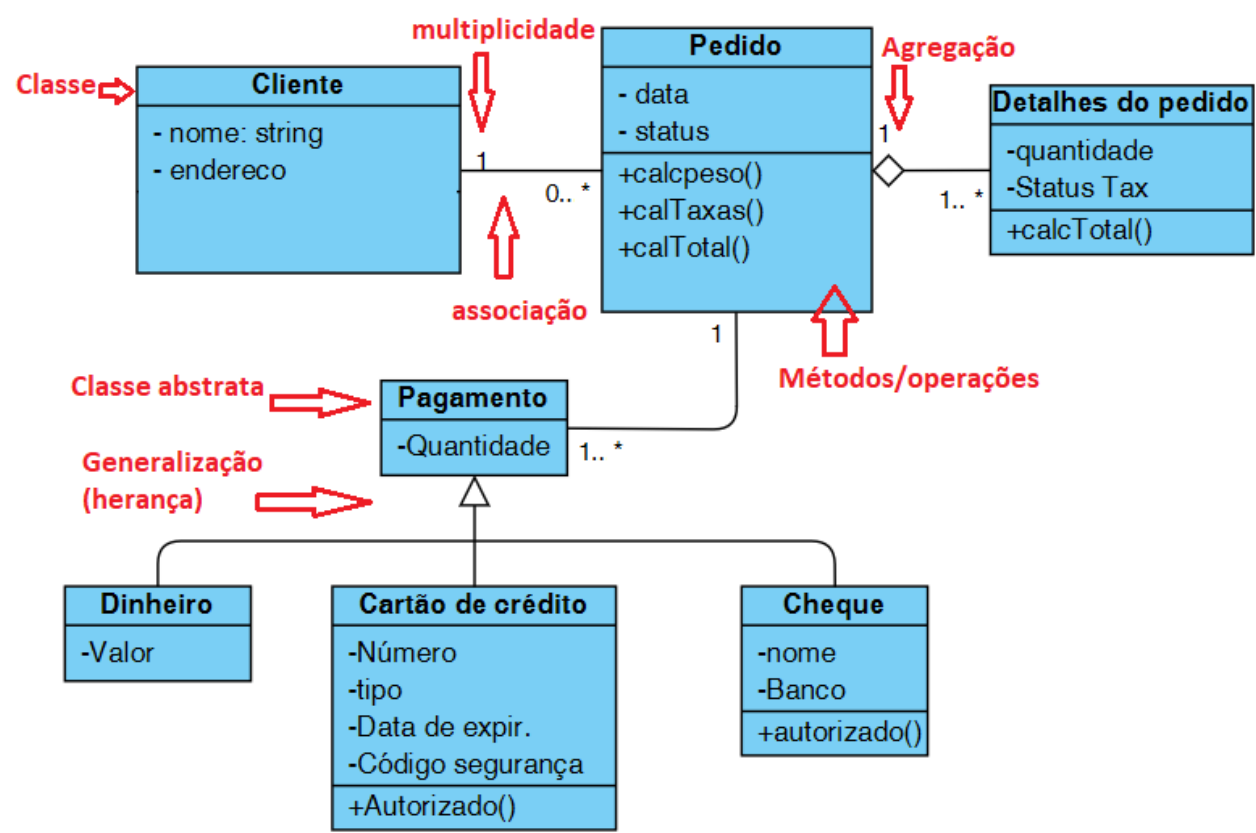 multiplicidade
Classe
Cliente
- nome: string
- endereco
1
0.. *
associação
Pedido
- data
- status
+calcpeso()
+calTaxas()
+calTotal()
Agregação
1
1.. *
Detalhes do pedido
-quantidade
-Status Tax
+calcTotal()
1
Métodos/operações
Classe abstrata
Pagamento
-Quantidade
1.. *
Generalização
(herança)
Dinheiro
-Valor
Cartão de crédito
-Número
-tipo
-Data de expir.
-Código segurança
+Autorizado()
Cheque
-nome
-Banco
+autorizado()